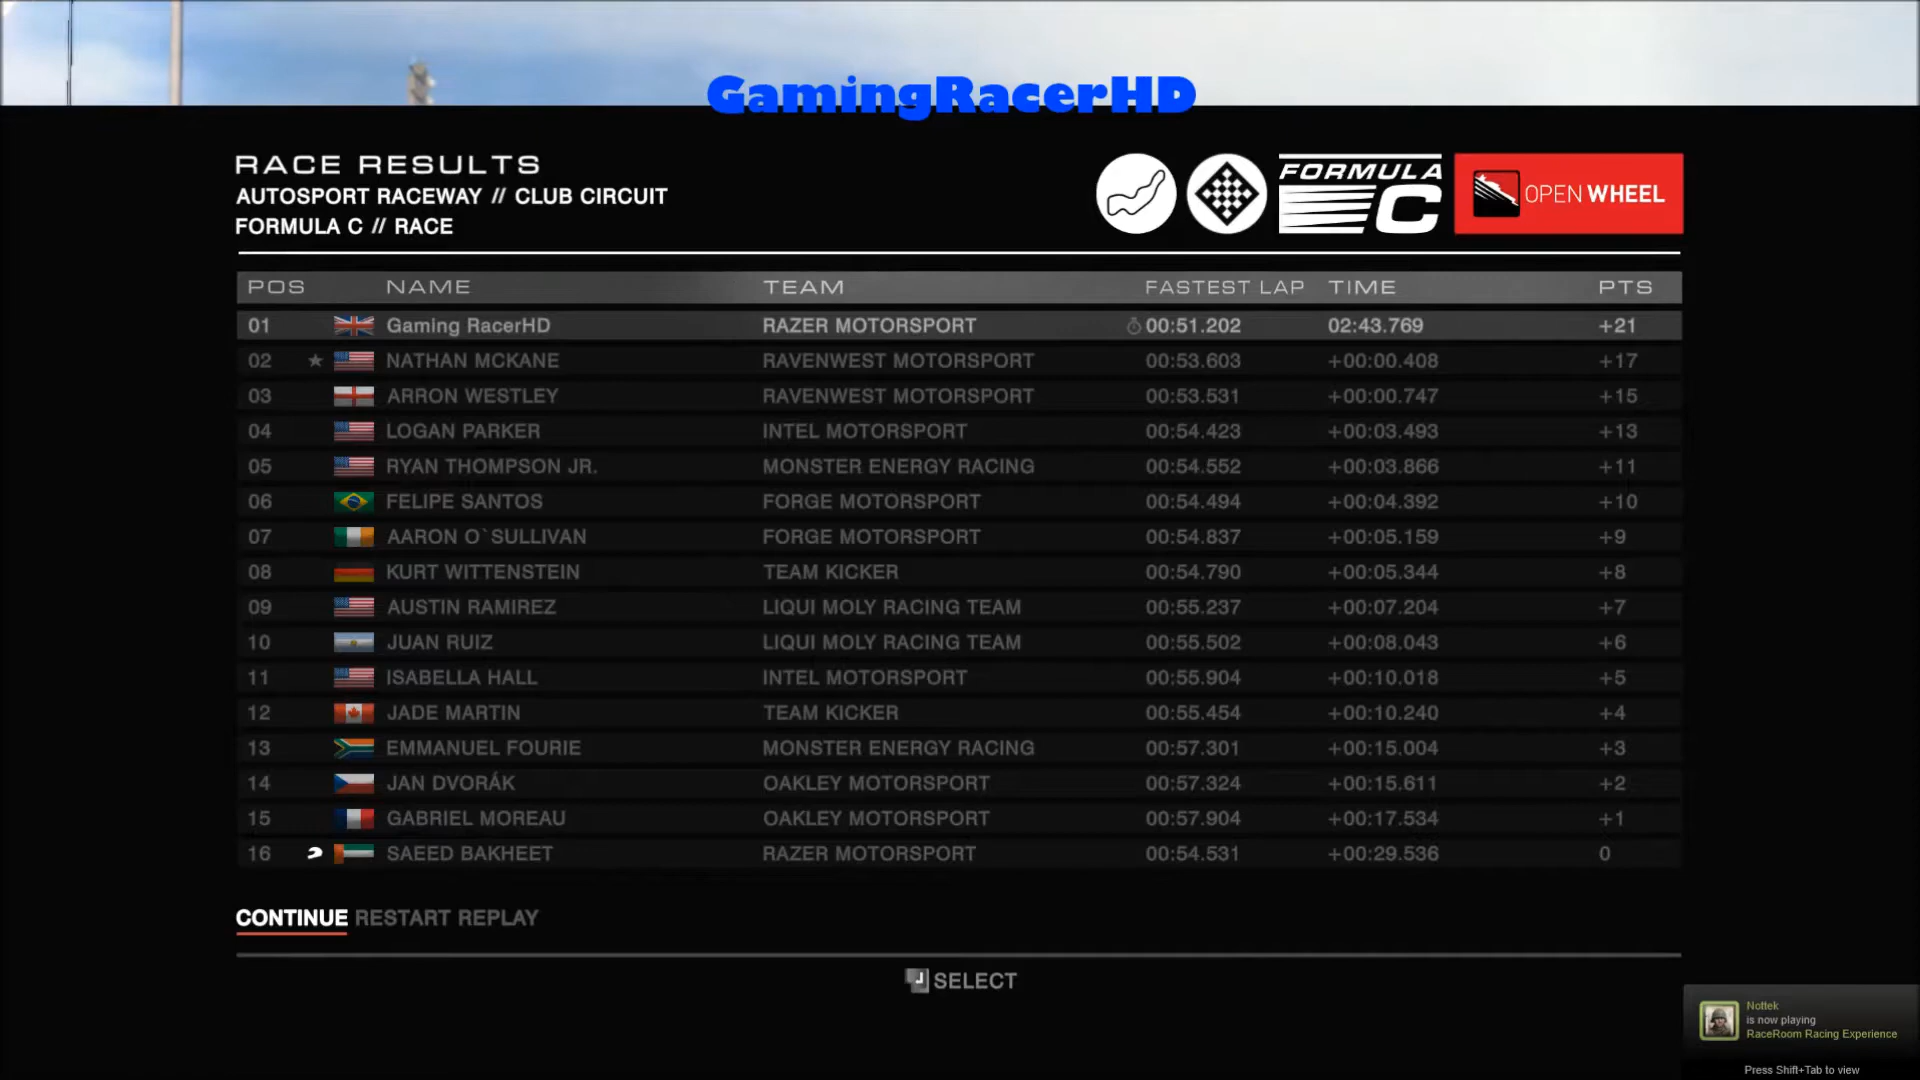 GamingRacerHD
RACE RESULTS
AUTOSPORT RACEWAY // CLUB CIRCUIT
FORMULA C // RACE
FORMULA C
OPEN WHEEL
POS NAME TEAM FASTEST LAP TIME PTS
01 Gaming RacerHD RAZER MOTORSPORT 00:51.202 02:43.769 +21
02 NATHAN MCKANE RAVENWEST MOTORSPORT 00:53.603 +00:00.408 +17
03 ARRON WESTLEY RAVENWEST MOTORSPORT 00:53.531 +00:00.747 +15
04 LOGAN PARKER INTEL MOTORSPORT 00:54.423 +00:03.493 +13
05 RYAN THOMPSON JR. MONSTER ENERGY RACING 00:54.552 +00:03.866 +11
06 FELIPE SANTOS FORGE MOTORSPORT 00:54.494 +00:04.392 +10
07 AARON O`SULLIVAN FORGE MOTORSPORT 00:54.837 +00:05.159 +9
08 KURT WITTENSTEIN TEAM KICKER 00:54.790 +00:05.344 +8
09 AUSTIN RAMIREZ LIQUI MOLY RACING TEAM 00:55.237 +00:07.204 +7
10 JUAN RUIZ LIQUI MOLY RACING TEAM 00:55.502 +00:08.043 +6
11 ISABELLA HALL INTEL MOTORSPORT 00:55.904 +00:10.018 +5
12 JADE MARTIN TEAM KICKER 00:55.454 +00:10.240 +4
13 EMMANUEL FOURIE MONSTER ENERGY RACING 00:57.301 +00:15.004 +3
14 JAN DVORÁK OAKLEY MOTORSPORT 00:57.324 +00:15.611 +2
15 GABRIEL MOREAU OAKLEY MOTORSPORT 00:57.904 +00:17.534 +1
16 SAEED BAKHEET RAZER MOTORSPORT 00:54.531 +00:29.536 0
CONTINUE RESTART REPLAY
SELECT
Nottek
is now playing
RaceRoom Racing Experience
Press Shift+Tab to view